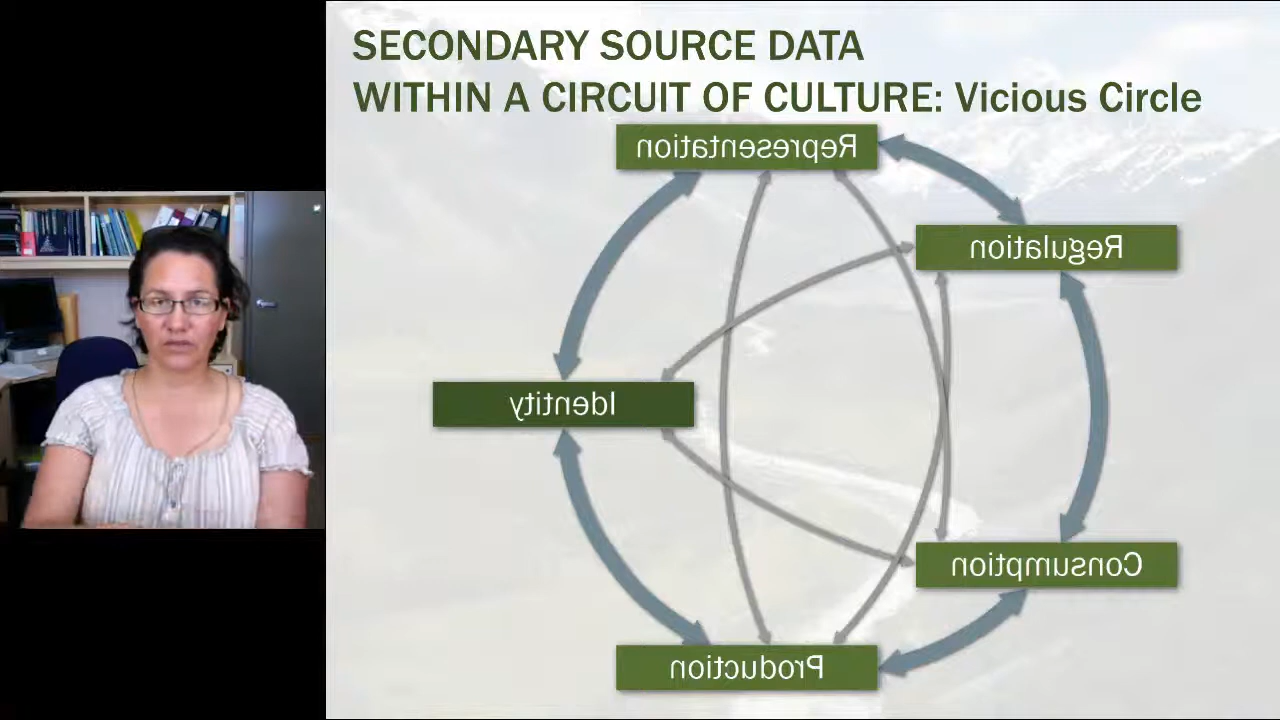 SECONDARY SOURCE DATA
WITHIN A CIRCUIT OF CULTURE: Vicious Circle
Representation
Regulation
Identity
Consumption
Production